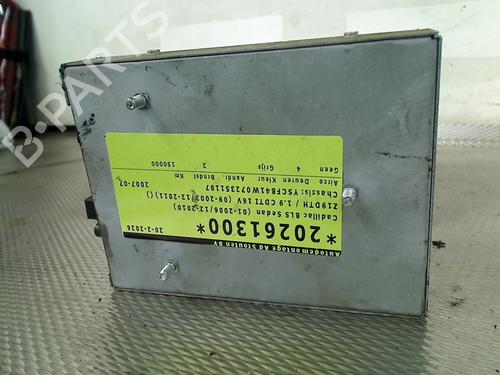 B-PARTS
Autodemontage Ad Stouten BV
*20261300*
20-2-2026
Cadillac BLS Sedan (01-2006/12-2010)
Z19DTH / 1.9 CDTi 16V (09-2003/12-2011) ()
Chassis: YSCFB41W072351187 2007-07
Airco Deuren Kleur Aandr. Brndst Km
Geen 4 Grijs 2 150000